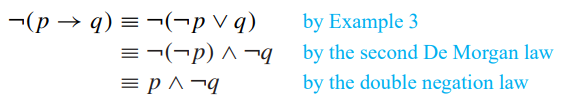 ¬(p → q) ≡ ¬(¬p ∨ q) by Example 3
≡ ¬(¬p) ∧ ¬q by the second De Morgan law
≡ p ∧ ¬q by the double negation law